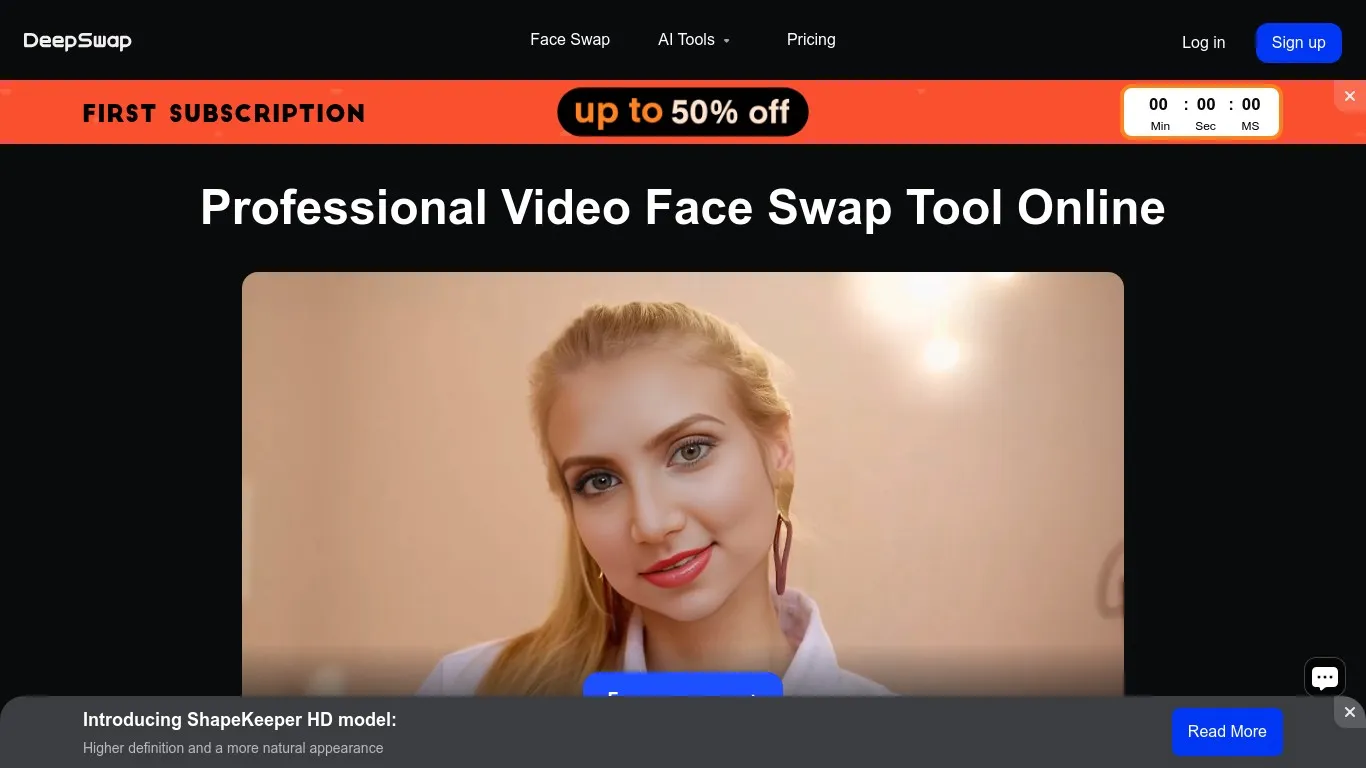 DeepSwap
Face Swap
AI Tools
Pricing
Log in
Sign up
FIRST SUBSCRIPTION
up to 50% off
00 : 00 : 00
Min Sec MS
Professional Video Face Swap Tool Online
Introducing ShapeKeeper HD model:
Higher definition and a more natural appearance
Read More